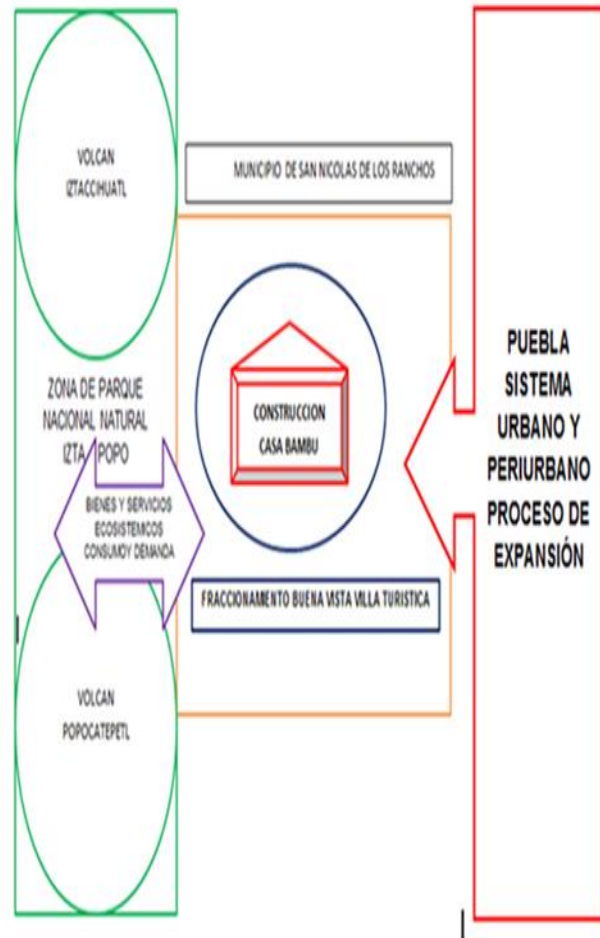 VOLCAN
IZTACCIHUATL
MUNICIPIO DE SAN NICOLAS DE LOS RANCHOS
ZONA DE PARQUE
NACIONAL NATURAL
IZTA POPO
BIENES Y SERVICIOS
ECOSISTEMICOS
CONSUMO Y DEMANDA
VOLCAN
POPOCATEPETL
CONSTRUCCION
CASA BAMBU
FRACCIONAMIENTO BUENA VISTA VILLA TURISTICA
PUEBLA
SISTEMA
URBANO Y
PERIURBANO
PROCESO DE
EXPANSIÓN